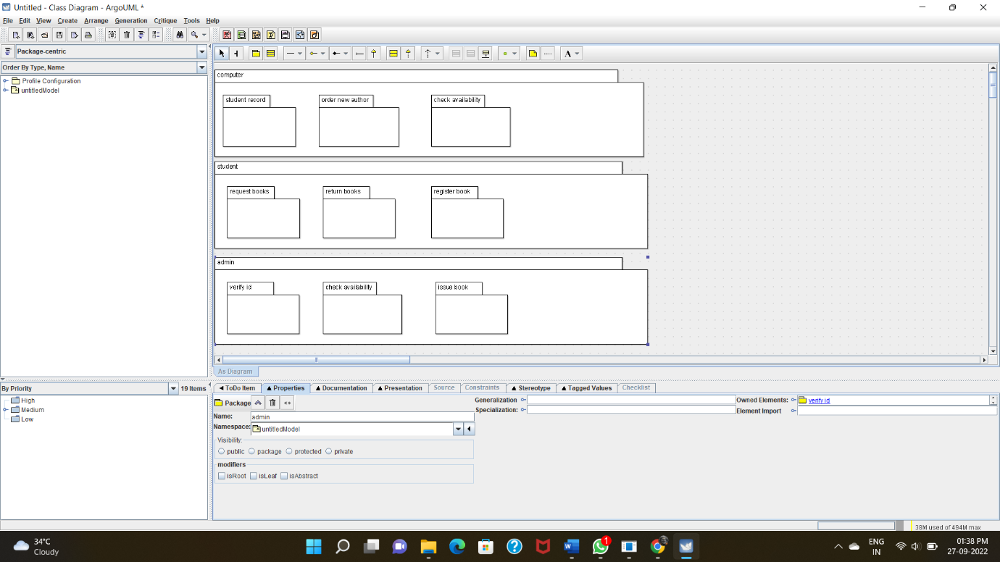 Untitled - Class Diagram - ArgoUML *
File Edit View Create Arrange Generation Critique Tools Help
Package-centric
Order By Type, Name
Profile Configuration
untitledModel
computer
student record
order new author
check availability
student
request books
return books
register book
admin
verify id
check availability
issue book
As Diagram
By Priority
19 Items
High
Medium
Low
ToDo Item
Properties
Documentation
Presentation
Source
Constraints
Stereotype
Tagged Values
Checklist
Package
Name:
admin
Namespace:
untitledModel
Visibility:
public package protected private
modifiers
isRoot isLeaf isAbstract
Generalization
Specialization:
Owned Elements:
verify id
Element Import
38M used of 494M max
34°C
Cloudy
1
ENG
IN
01:38 PM
27-09-2022